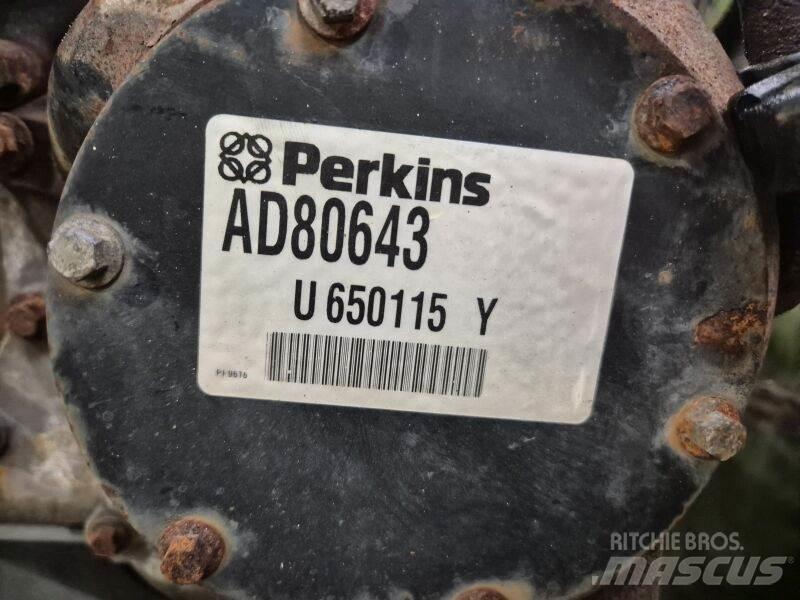 Perkins
AD80643
U 650115 Y
RITCHIE BROS.
MASCUS